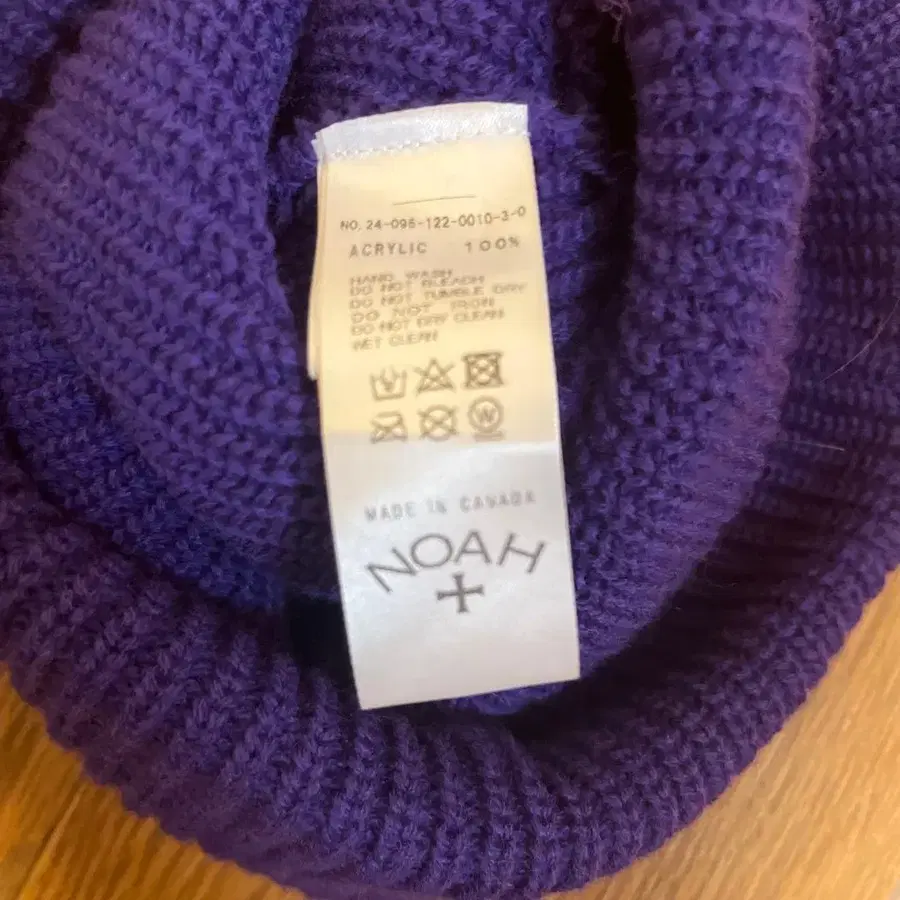 NO, 24-096-122-0010-3-0
ACRYLIC 100%
HAND WASH
DO NOT BLEACH
DO NOT TUMBLE DRY
DO NOT IRON
DO NOT DRY CLEAN
WET CLEAN
W
MADE IN CANADA
NOAH